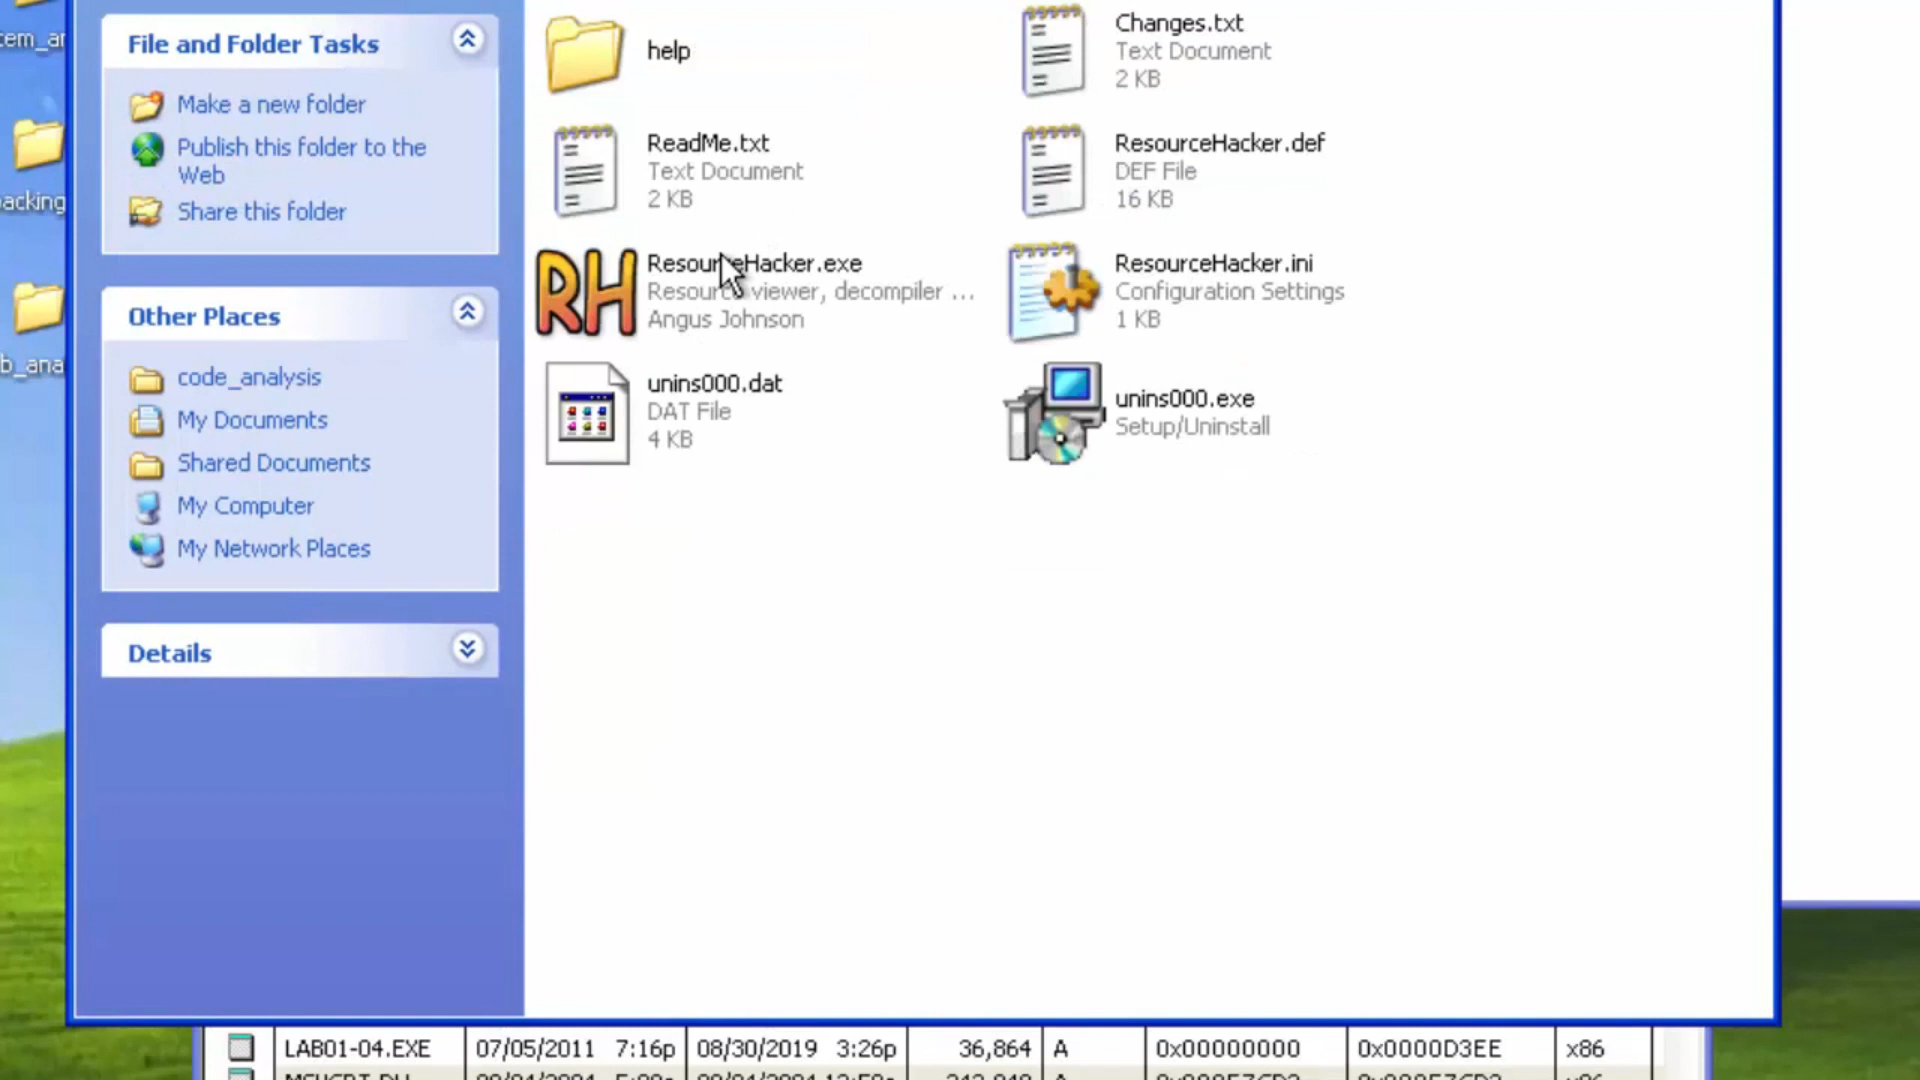 tem_ar
acking
b_ana
File and Folder Tasks
Make a new folder
Publish this folder to the
Web
Share this folder
Other Places
code_analysis
My Documents
Shared Documents
My Computer
My Network Places
Details
help
Changes.txt
Text Document
2 KB
ReadMe.txt
Text Document
2 KB
ResourceHacker.def
DEF File
16 KB
RH
ResourceHacker.exe
Resource viewer, decompiler ...
Angus Johnson
ResourceHacker.ini
Configuration Settings
1 KB
unins000.dat
DAT File
4 KB
unins000.exe
Setup/Uninstall
LAB01-04.EXE 07/05/2011 7:16p 08/30/2019 3:26p 36,864 A 0x00000000 0x0000D3EE x86